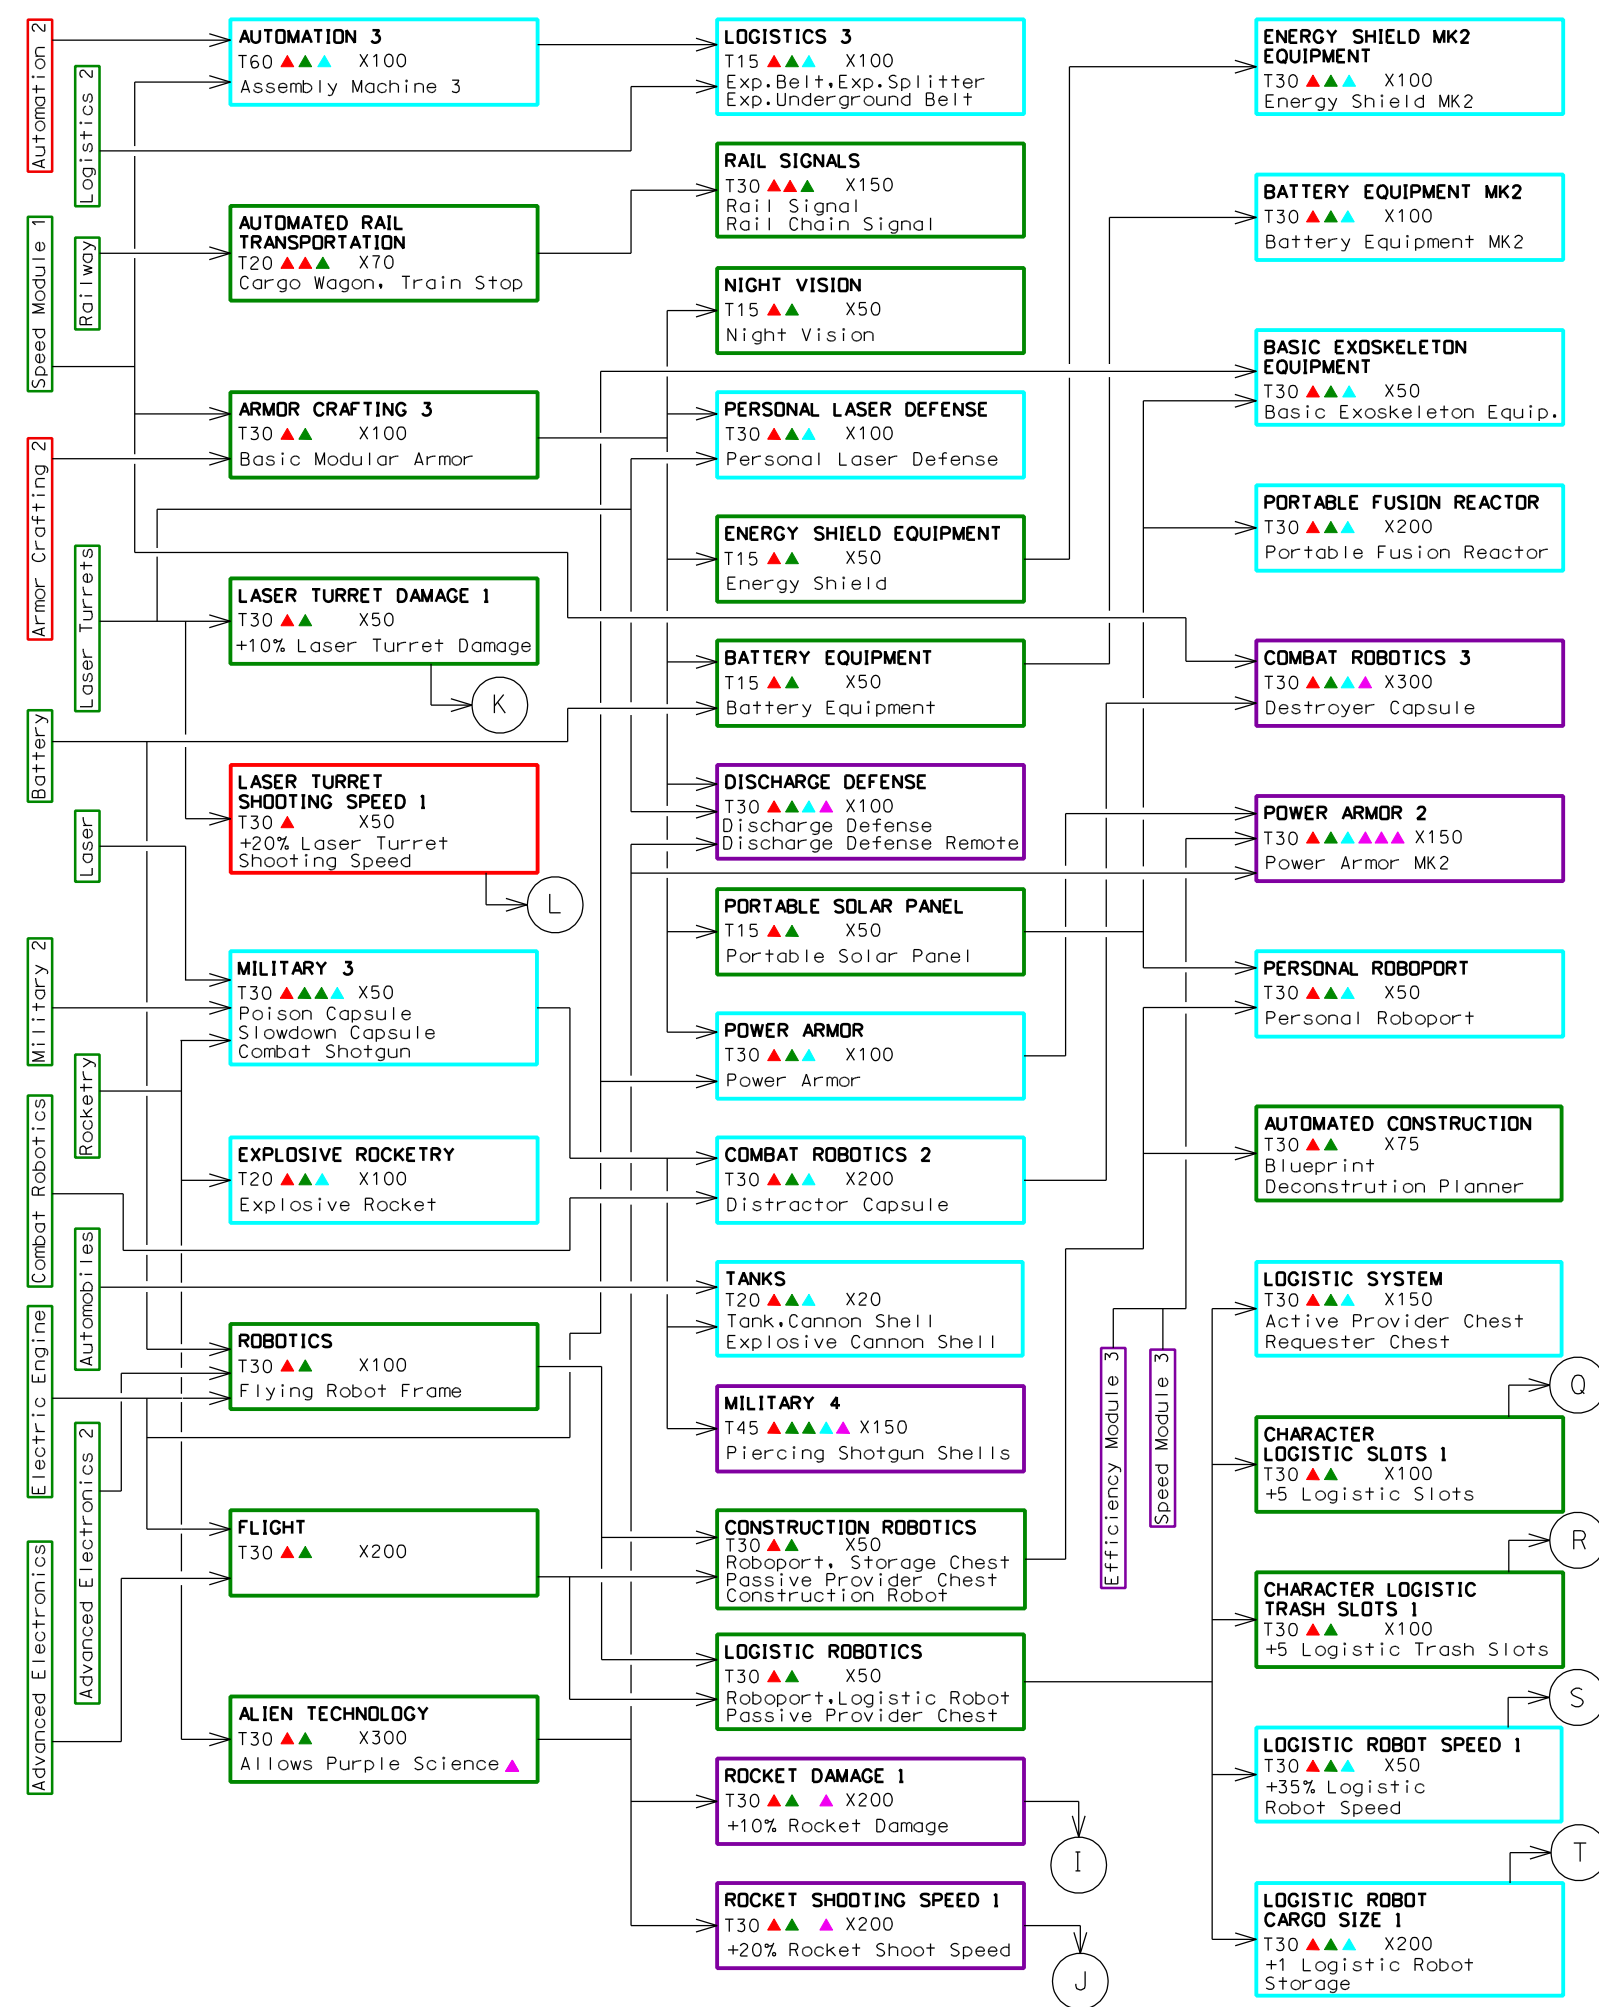 Automation 2
Logistics 2
Speed Module 1
Railway
Armor Crafting 2
Laser Turrets
Battery
Laser
Military 2
Rocketry
Combat Robotics
Automobiles
Electric Engine
Advanced Electronics 2
Advanced Electronics
AUTOMATION 3
T60 X100
Assembly Machine 3
AUTOMATED RAIL
TRANSPORTATION
T20 X70
Cargo Wagon, Train Stop
ARMOR CRAFTING 3
T30 X100
Basic Modular Armor
LASER TURRET DAMAGE 1
T30 X50
+10% Laser Turret Damage
K
LASER TURRET
SHOOTING SPEED 1
T30 X50
+20% Laser Turret
Shooting Speed
L
MILITARY 3
T30 X50
Poison Capsule
Slowdown Capsule
Combat Shotgun
EXPLOSIVE ROCKETRY
T20 X100
Explosive Rocket
ROBOTICS
T30 X100
Flying Robot Frame
FLIGHT
T30 X200
ALIEN TECHNOLOGY
T30 X300
Allows Purple Science
LOGISTICS 3
T15 X100
Exp.Belt,Exp.Splitter
Exp.Underground Belt
RAIL SIGNALS
T30 X150
Rail Signal
Rail Chain Signal
NIGHT VISION
T15 X50
Night Vision
PERSONAL LASER DEFENSE
T30 X100
Personal Laser Defense
ENERGY SHIELD EQUIPMENT
T15 X50
Energy Shield
BATTERY EQUIPMENT
T15 X50
Battery Equipment
DISCHARGE DEFENSE
T30 X100
Discharge Defense
Discharge Defense Remote
PORTABLE SOLAR PANEL
T15 X50
Portable Solar Panel
POWER ARMOR
T30 X100
Power Armor
COMBAT ROBOTICS 2
T30 X200
Distractor Capsule
TANKS
T20 X20
Tank,Cannon Shell
Explosive Cannon Shell
MILITARY 4
T45 X150
Piercing Shotgun Shells
CONSTRUCTION ROBOTICS
T30 X50
Roboport, Storage Chest
Passive Provider Chest
Construction Robot
LOGISTIC ROBOTICS
T30 X50
Roboport,Logistic Robot
Passive Provider Chest
ROCKET DAMAGE 1
T30 X200
+10% Rocket Damage
I
ROCKET SHOOTING SPEED 1
T30 X200
+20% Rocket Shoot Speed
J
Efficiency Module 3
Speed Module 3
ENERGY SHIELD MK2
EQUIPMENT
T30 X100
Energy Shield MK2
BATTERY EQUIPMENT MK2
T30 X100
Battery Equipment MK2
BASIC EXOSKELETON
EQUIPMENT
T30 X50
Basic Exoskeleton Equip.
PORTABLE FUSION REACTOR
T30 X200
Portable Fusion Reactor
COMBAT ROBOTICS 3
T30 X300
Destroyer Capsule
POWER ARMOR 2
T30 X150
Power Armor MK2
PERSONAL ROBOPORT
T30 X50
Personal Roboport
AUTOMATED CONSTRUCTION
T30 X75
Blueprint
Deconstrution Planner
LOGISTIC SYSTEM
T30 X150
Active Provider Chest
Requester Chest
Q
CHARACTER
LOGISTIC SLOTS 1
T30 X100
+5 Logistic Slots
R
CHARACTER LOGISTIC
TRASH SLOTS 1
T30 X100
+5 Logistic Trash Slots
S
LOGISTIC ROBOT SPEED 1
T30 X50
+35% Logistic
Robot Speed
T
LOGISTIC ROBOT
CARGO SIZE 1
T30 X200
+1 Logistic Robot
Storage